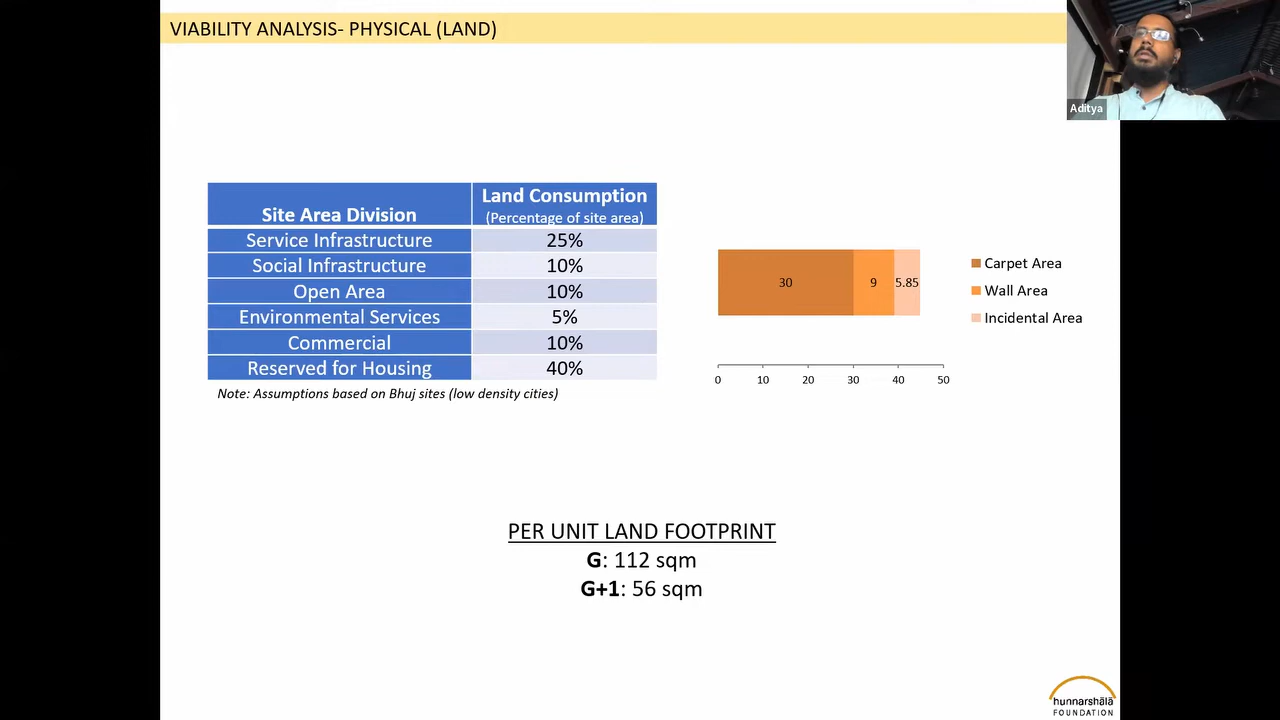 VIABILITY ANALYSIS- PHYSICAL (LAND)
Aditya
Site Area Division
Land Consumption
(Percentage of site area)
Service Infrastructure 25%
Social Infrastructure 10%
Open Area 10%
Environmental Services 5%
Commercial 10%
Reserved for Housing 40%
Note: Assumptions based on Bhuj sites (low density cities)
30 9 5.85
0 10 20 30 40 50
Carpet Area
Wall Area
Incidental Area
PER UNIT LAND FOOTPRINT
G: 112 sqm
G+1: 56 sqm
hunnarshālā
FOUNDATION